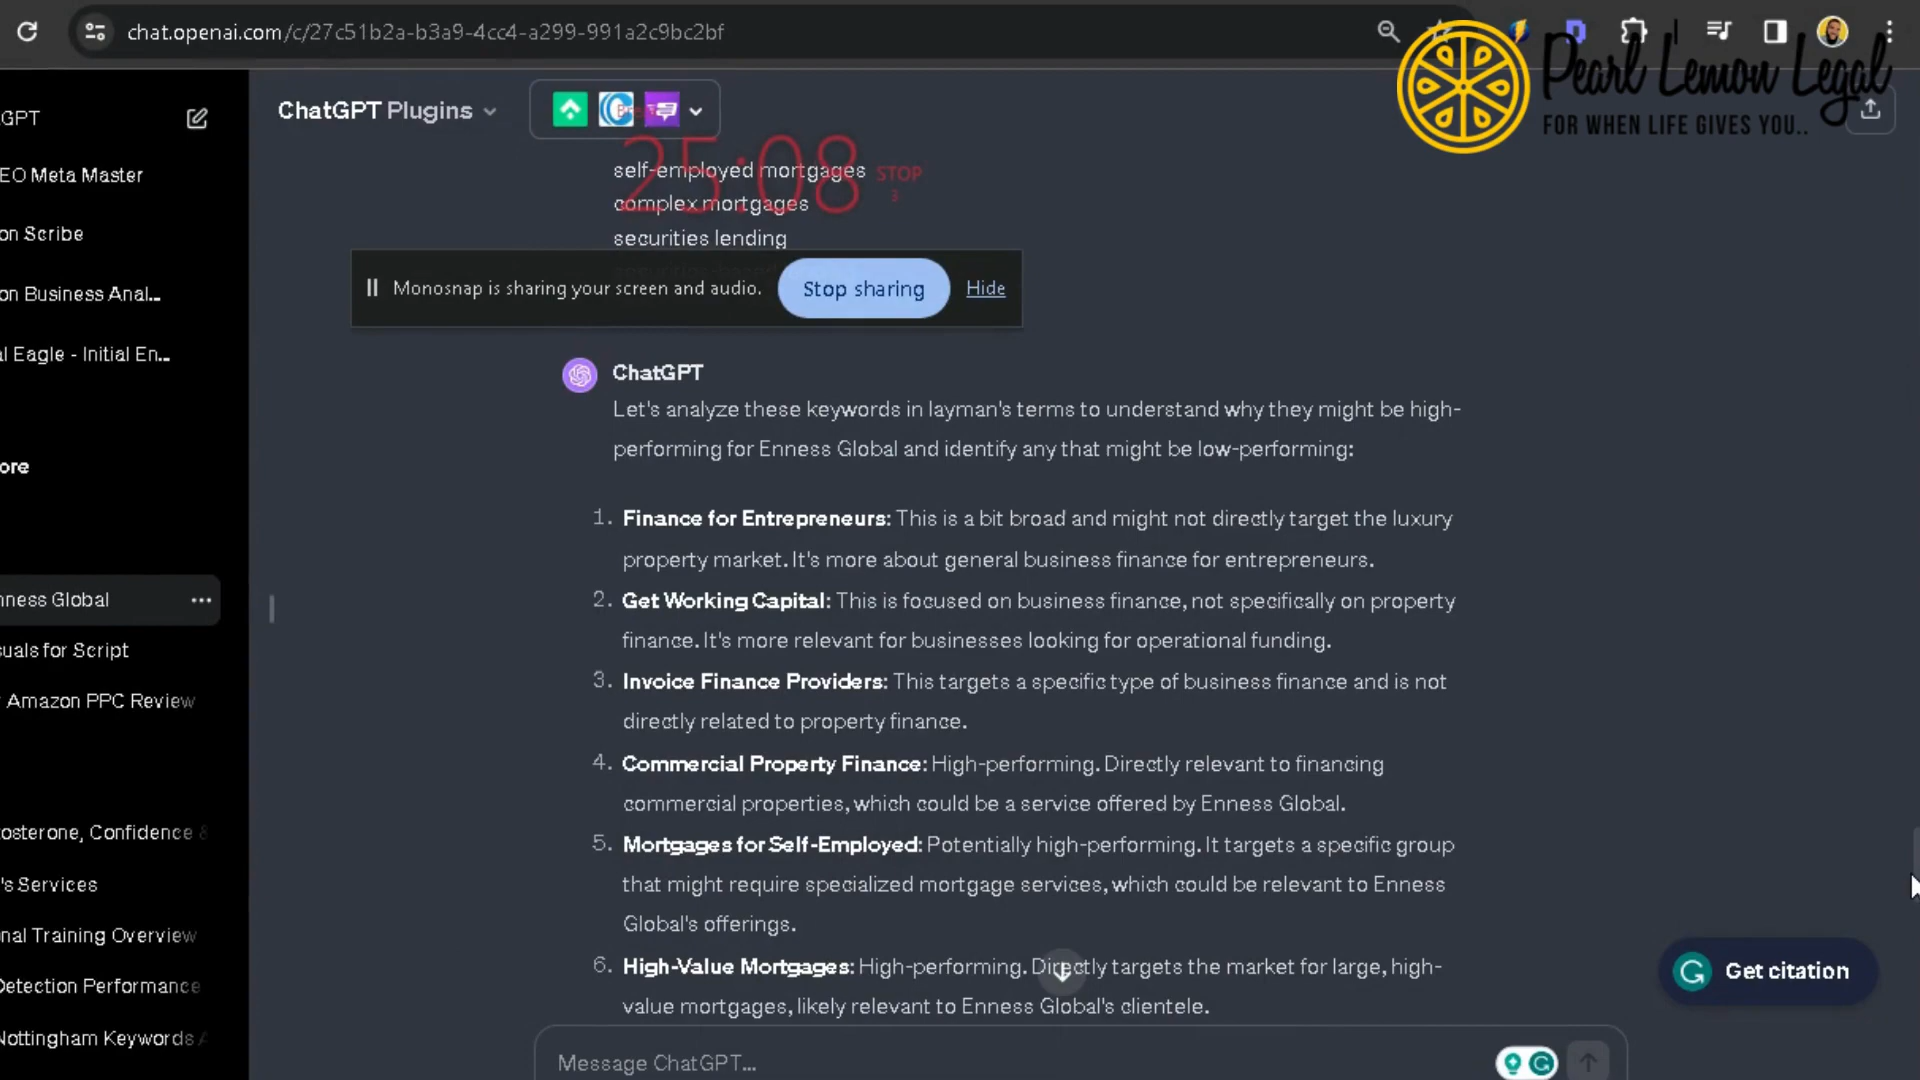 chat.openai.com/c/27c51b2a-b3a9-4cc4-a299-991a2c9bc2bf
Pearl Lemon Legal
FOR WHEN LIFE GIVES YOU..
GPT
ChatGPT Plugins
25:08
STOP
3
EO Meta Master
on Scribe
on Business Anal...
al Eagle - Initial En...
ore
nness Global
suals for Script
Amazon PPC Review
tosterone, Confidence &
's Services
nal Training Overview
Detection Performance
Nottingham Keywords A
self-employed mortgages
complex mortgages
securities lending
Monosnap is sharing your screen and audio.
Stop sharing
Hide
ChatGPT
Let's analyze these keywords in layman's terms to understand why they might be high-
performing for Enness Global and identify any that might be low-performing:
1. Finance for Entrepreneurs: This is a bit broad and might not directly target the luxury
property market. It's more about general business finance for entrepreneurs.
2. Get Working Capital: This is focused on business finance, not specifically on property
finance. It's more relevant for businesses looking for operational funding.
3. Invoice Finance Providers: This targets a specific type of business finance and is not
directly related to property finance.
4. Commercial Property Finance: High-performing. Directly relevant to financing
commercial properties, which could be a service offered by Enness Global.
5. Mortgages for Self-Employed: Potentially high-performing. It targets a specific group
that might require specialized mortgage services, which could be relevant to Enness
Global's offerings.
6. High-Value Mortgages: High-performing. Directly targets the market for large, high-
value mortgages, likely relevant to Enness Global's clientele.
Get citation
Message ChatGPT...